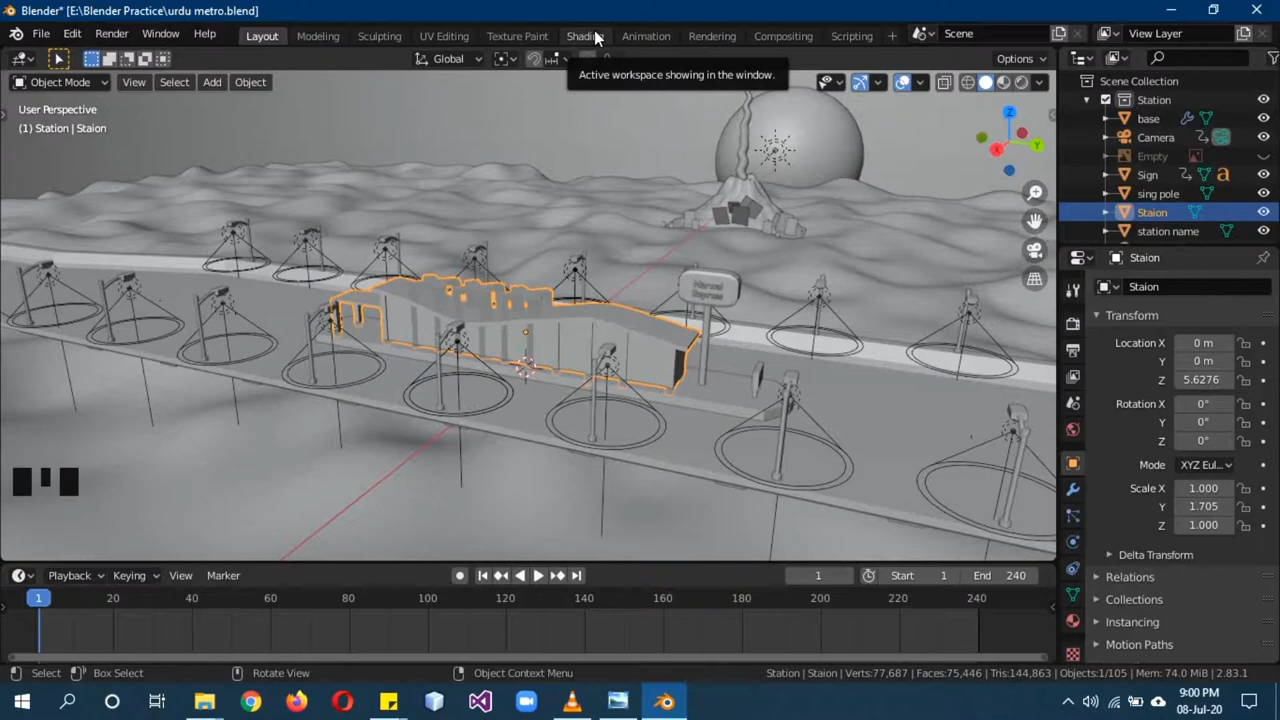 Blender* [E:\Blender Practice\urdu metro.blend]
File Edit Render Window Help Layout Modeling Sculpting UV Editing Texture Paint Shading Animation Rendering Compositing Scripting + Scene View Layer
Global Options
Active workspace showing in the window.
Object Mode View Select Add Object
User Perspective
(1) Station | Staion
Scene Collection
Station
base
Camera
Empty
Sign
sing pole
Staion
station name
X Y Z
Staion
Staion
Transform
Location X 0 m
Y 0 m
Z 5.6276
Rotation X 0°
Y 0°
Z 0°
Mode XYZ Eul...
Scale X 1.000
Y 1.705
Z 1.000
Delta Transform
Relations
Collections
Instancing
Motion Paths
Playback Keying View Marker 1 Start 1 End 240
1 20 40 60 80 100 120 140 160 180 200 220 240
Select Box Select Rotate View Object Context Menu Station | Staion | Verts:77,687 | Faces:75,446 | Tris:144,863 | Objects:1/105 | Mem: 74.0 MiB | 2.83.1
9:00 PM
08-Jul-20